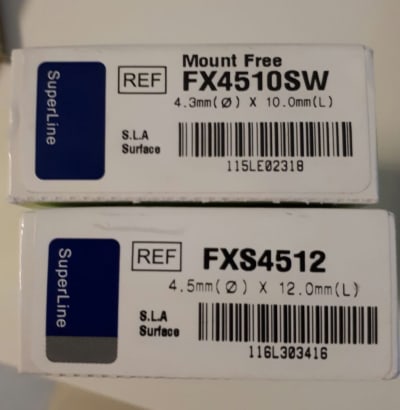 SuperLine
Mount Free
REF FX4510SW
4.3mm(Ø) X 10.0mm(L)
S.L.A
Surface
115LE02318
SuperLine
REF FXS4512
4.5mm(Ø) X 12.0mm(L)
S.L.A
Surface
116L303416